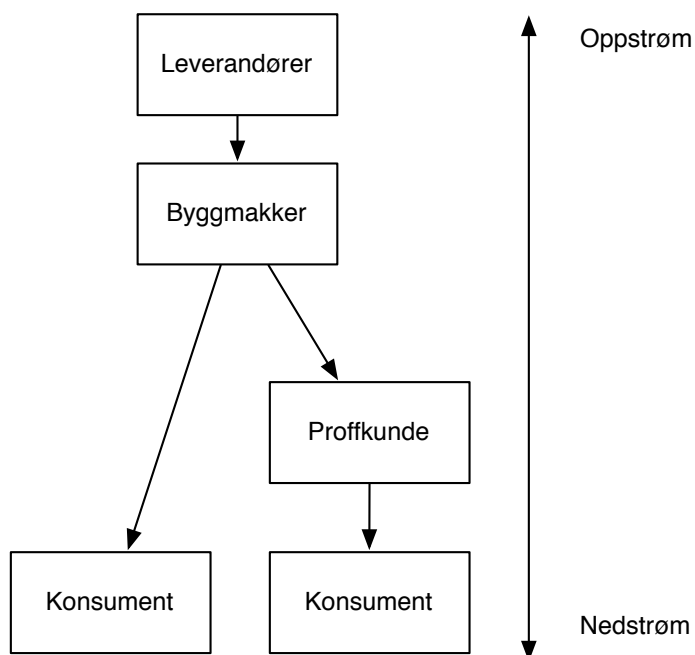 Leverandører
Oppstrøm
Byggmakker
Proffkunde
Konsument
Konsument
Nedstrøm